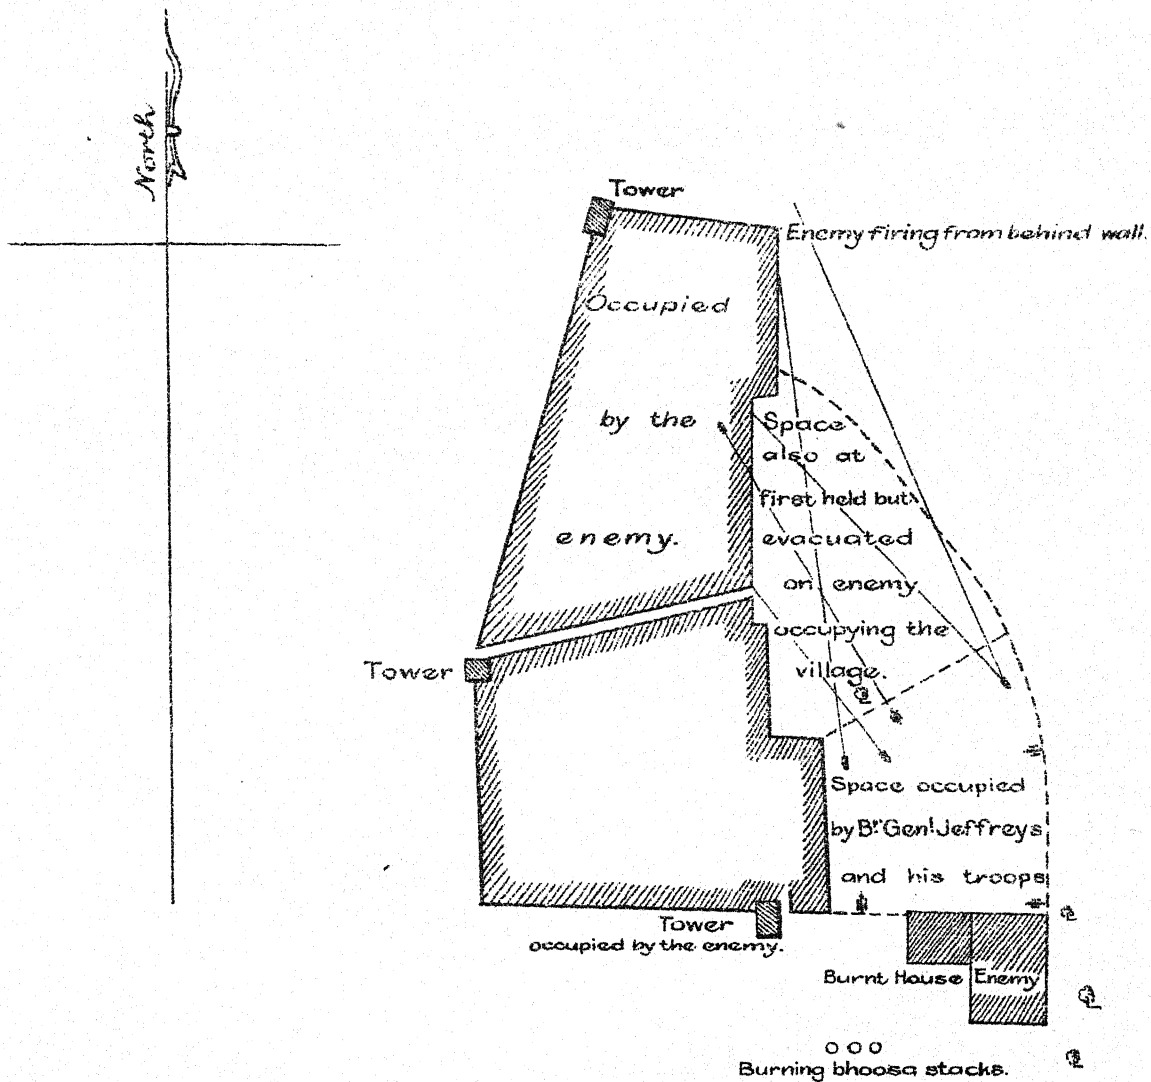 North
Tower
Enemy firing from behind wall.
Occupied
by the
enemy.
Space
also at
first held but
evacuated
on enemy
occupying the
village.
Tower
Space occupied
by Br. Genl. Jeffreys
and his troops
Tower
occupied by the enemy.
Burnt House
Enemy
Burning bhoosa stacks.